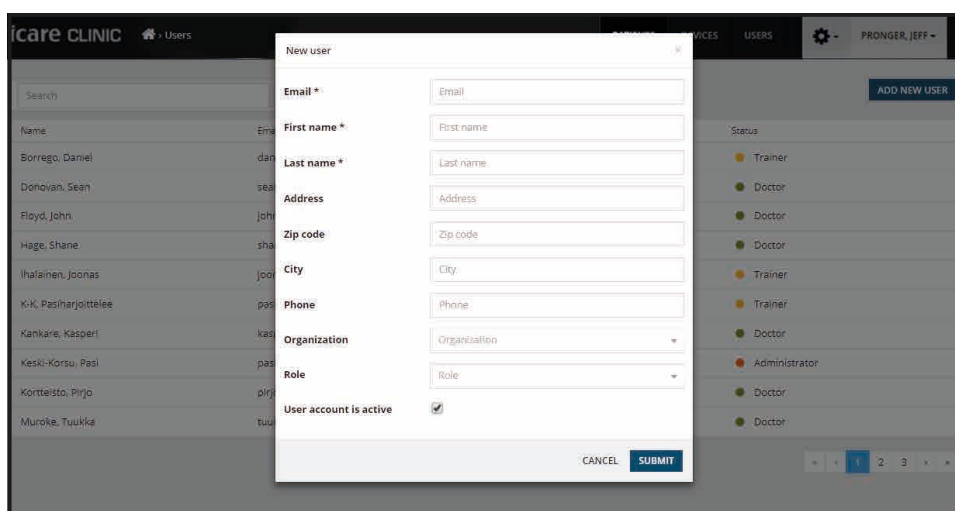 icare CLINIC › Users USERS PRONGER, JEFF
New user ×
Search ADD NEW USER
Email * Email
First name * First name
Last name * Last name
Address Address
Zip code Zip code
City City
Phone Phone
Organization Organization
Role Role
User account is active
CANCEL SUBMIT
Name Status
Borrego, Daniel Trainer
Donovan, Sean Doctor
Floyd, John Doctor
Hage, Shane Doctor
Ihalainen, Joonas Trainer
K-K, Pasiharjoittelee Trainer
Kankare, Kasperi Doctor
Keski-Korsu, Pasi Administrator
Kortteisto, Pirjo Doctor
Muroke, Tuukka Doctor
« ‹ 1 2 3 › »